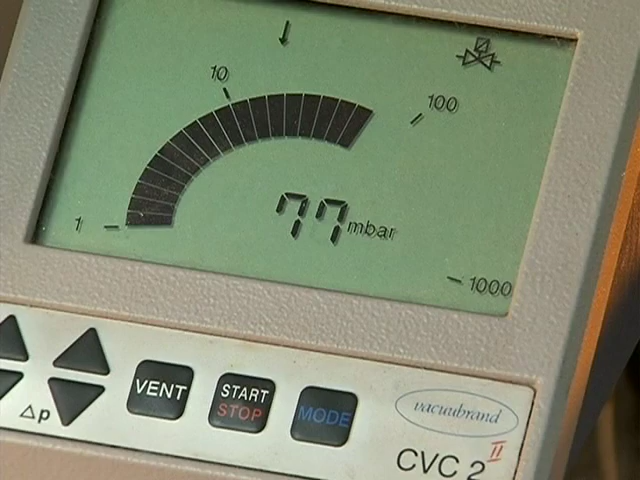 10
100
1
77 mbar
1000
Δp
VENT
START
STOP
MODE
vacuubrand
CVC 2 II